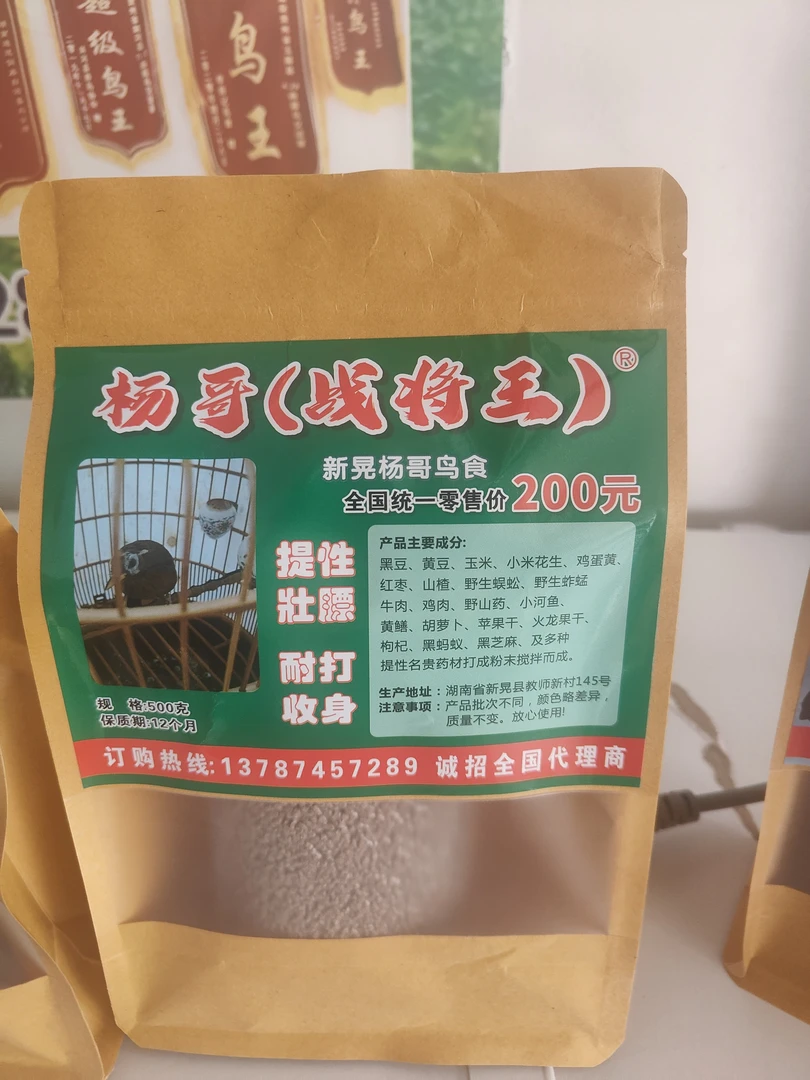 超级鸟王
鸟王
王
杨哥(战将王)®
新晃杨哥鸟食
全国统一零售价200元
提性
壮膘
耐打
收身
产品主要成分:
黑豆、黄豆、玉米、小米花生、鸡蛋黄、
红枣、山楂、野生蜈蚣、野生蚱蜢
牛肉、鸡肉、野山药、小河鱼、
黄鳝、胡萝卜、苹果干、火龙果干、
枸杞、黑蚂蚁、黑芝麻、及多种
提性名贵药材打成粉末搅拌而成。
生产地址：湖南省新晃县教师新村145号
注意事项：产品批次不同，颜色略差异，
质量不变。放心使用!
规 格:500克
保质期:12个月
订购热线:13787457289 诚招全国代理商